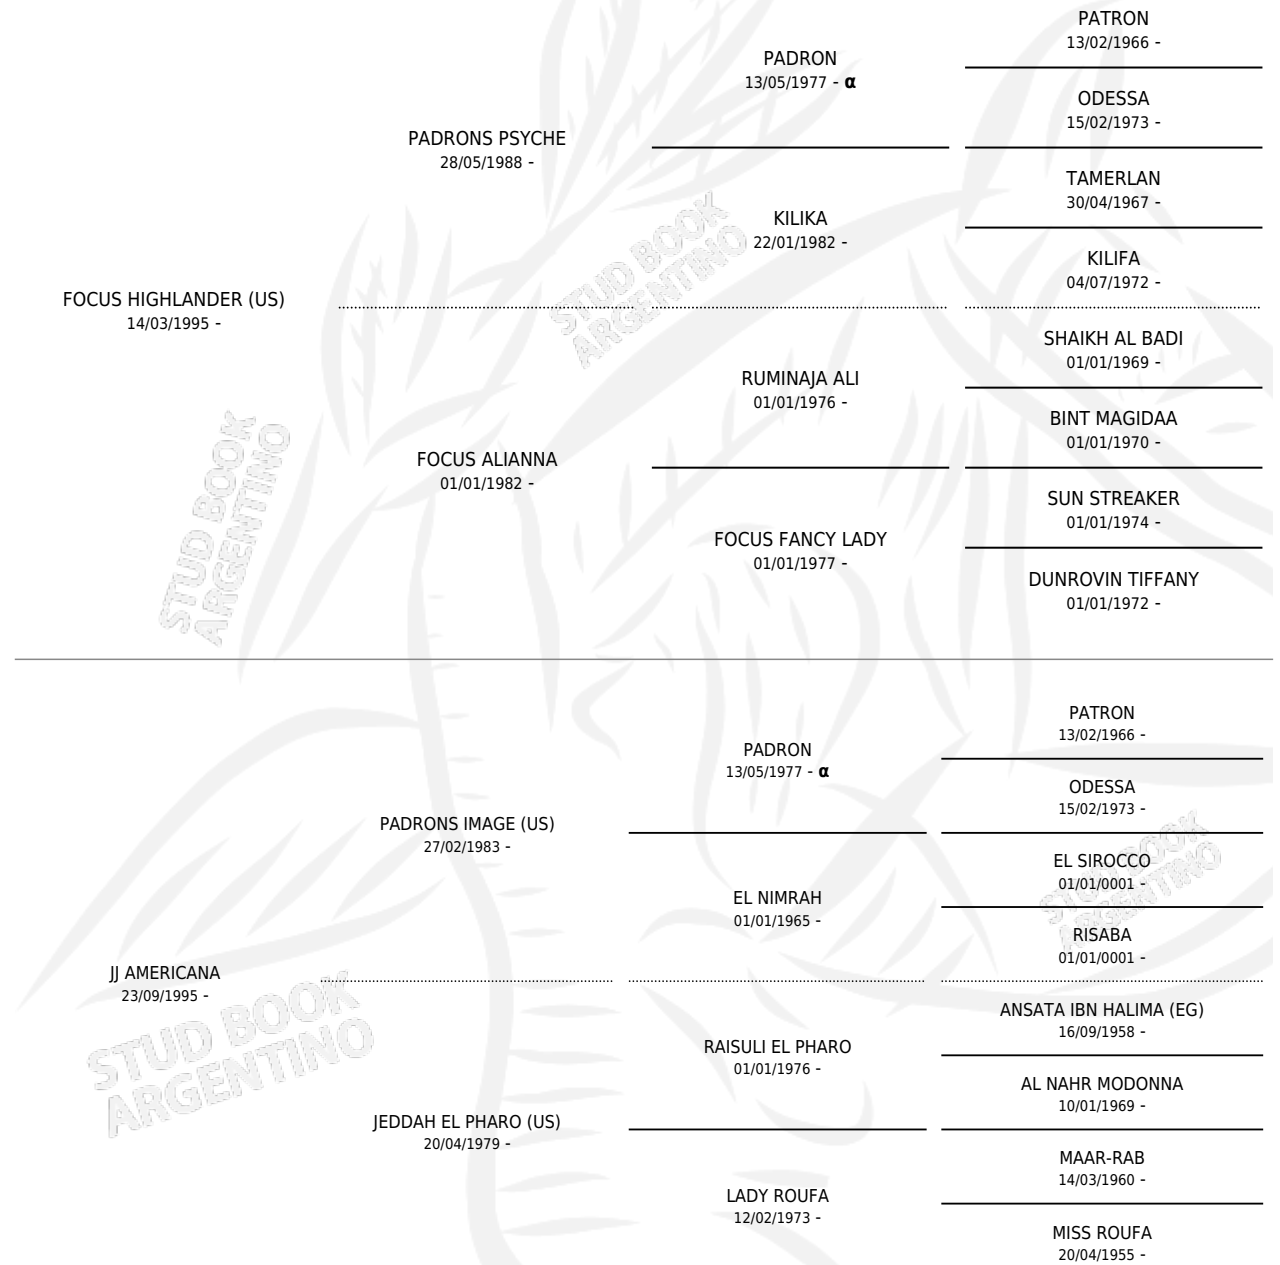 PATRON
13/02/1966 -
PADRON
13/05/1977 - α
ODESSA
15/02/1973 -
PADRONS PSYCHE
28/05/1988 -
TAMERLAN
30/04/1967 -
KILIKA
22/01/1982 -
KILIFA
04/07/1972 -
FOCUS HIGHLANDER (US)
14/03/1995 -
STUD BOOK
ARGENTINO
SHAIKH AL BADI
01/01/1969 -
RUMINAJA ALI
01/01/1976 -
BINT MAGIDAA
01/01/1970 -
FOCUS ALIANNA
01/01/1982 -
SUN STREAKER
01/01/1974 -
FOCUS FANCY LADY
01/01/1977 -
DUNROVIN TIFFANY
01/01/1972 -
STUD BOOK
ARGENTINO
PATRON
13/02/1966 -
PADRON
13/05/1977 - α
ODESSA
15/02/1973 -
PADRONS IMAGE (US)
27/02/1983 -
EL SIROCCO
01/01/0001 -
EL NIMRAH
01/01/1965 -
RISABA
01/01/0001 -
STUD BOOK
ARGENTINO
JJ AMERICANA
23/09/1995 -
ANSATA IBN HALIMA (EG)
16/09/1958 -
RAISULI EL PHARO
01/01/1976 -
AL NAHR MODONNA
10/01/1969 -
STUD BOOK
ARGENTINO
JEDDAH EL PHARO (US)
20/04/1979 -
MAAR-RAB
14/03/1960 -
LADY ROUFA
12/02/1973 -
MISS ROUFA
20/04/1955 -